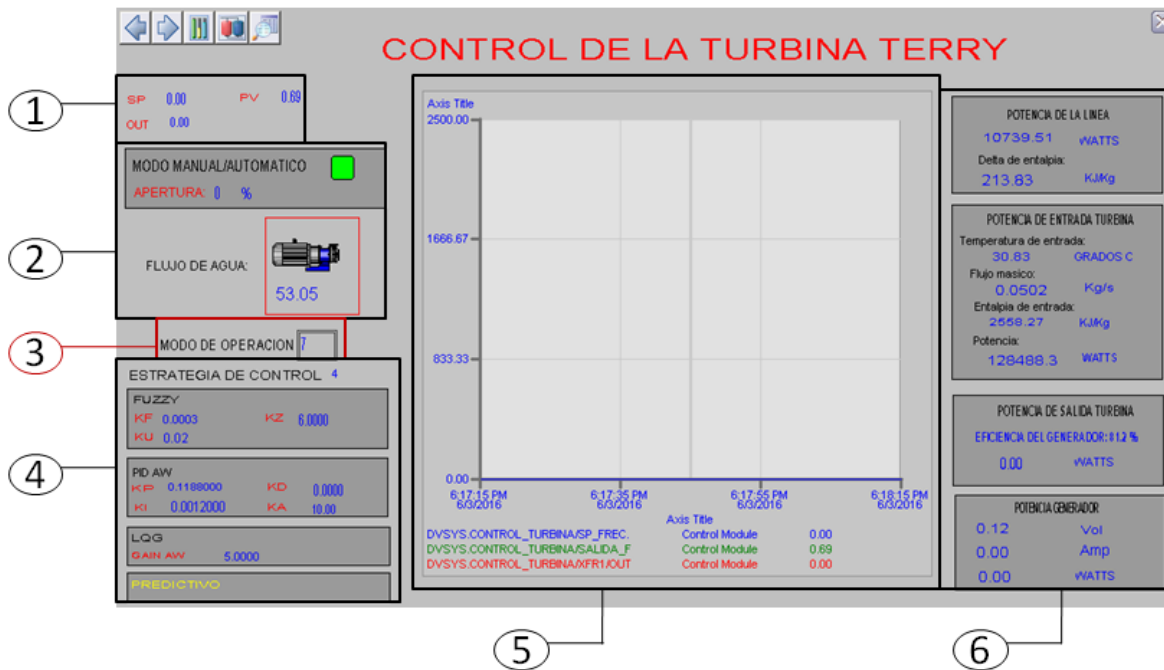 CONTROL DE LA TURBINA TERRY
1
SP 0.00 PV 0.69
OUT 0.00
2
MODO MANUAL/AUTOMATICO
APERTURA: 0 %
FLUJO DE AGUA:
53.05
3
MODO DE OPERACION 7
4
ESTRATEGIA DE CONTROL 4
FUZZY
KF 0.0003 KZ 6.0000
KU 0.02
PID AW
KP 0.1188000 KD 0.0000
KI 0.0012000 KA 10.00
LQG
GAIN AW 5.0000
PREDICTIVO
Axis Title
2500.00
1666.67
833.33
0.00
6:17:15 PM 6:17:35 PM 6:17:55 PM 6:18:15 PM
6/3/2016 6/3/2016 6/3/2016 6/3/2016
Axis Title
DVSYS.CONTROL_TURBINA/SP_FREC. Control Module 0.00
DVSYS.CONTROL_TURBINA/SALIDA_F Control Module 0.69
DVSYS.CONTROL_TURBINA/XFR1/OUT Control Module 0.00
5
POTENCIA DE LA LINEA
10739.51 WATTS
Delta de entalpia:
213.83 KJ/Kg
POTENCIA DE ENTRADA TURBINA
Temperatura de entrada:
30.83 GRADOS C
Flujo masico:
0.0502 Kg/s
Entalpia de entrada:
2558.27 KJ/Kg
Potencia:
128488.3 WATTS
POTENCIA DE SALIDA TURBINA
EFICIENCIA DEL GENERADOR: 81.2 %
0.00 WATTS
POTENCIA GENERADOR
0.12 Vol
0.00 Amp
0.00 WATTS
6